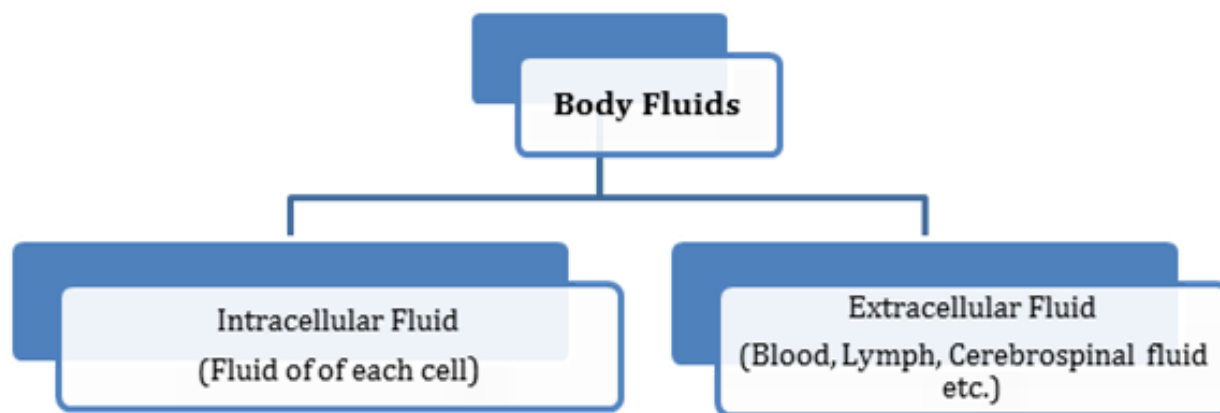 Body Fluids
Intracellular Fluid
(Fluid of of each cell)
Extracellular Fluid
(Blood, Lymph, Cerebrospinal fluid
etc.)